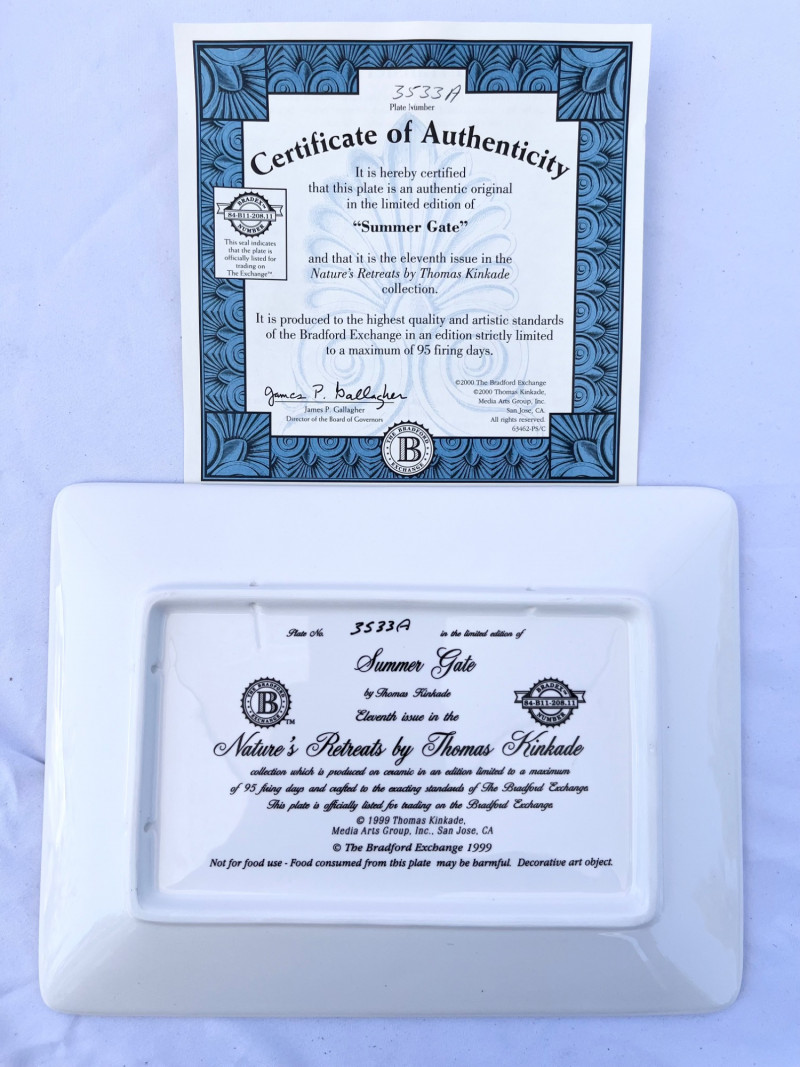 3533A
Plate Number
Certificate of Authenticity
It is hereby certified
that this plate is an authentic original
in the limited edition of
“Summer Gate”
and that it is the eleventh issue in the
Nature's Retreats by Thomas Kinkade
collection.
It is produced to the highest quality and artistic standards
of the Bradford Exchange in an edition strictly limited
to a maximum of 95 firing days.
BRADEX™
84-B11-208.11
NUMBER
This seal indicates
that the plate is
officially listed for
trading on
The Exchange™
James P. Gallagher
James P. Gallagher
Director of the Board of Governors
©2000 The Bradford Exchange
©2000 Thomas Kinkade,
Media Arts Group, Inc.
San Jose, CA.
All rights reserved.
63462-PS/C
THE BRADFORD
B
EXCHANGE
Plate No. 3533A in the limited edition of
Summer Gate
by Thomas Kinkade
Eleventh issue in the
THE BRADFORD
B
EXCHANGE
TM
BRADEX™
84-B11-208.11
NUMBER
Nature's Retreats by Thomas Kinkade
collection which is produced on ceramic in an edition limited to a maximum
of 95 firing days and crafted to the exacting standards of The Bradford Exchange.
This plate is officially listed for trading on the Bradford Exchange.
© 1999 Thomas Kinkade,
Media Arts Group, Inc., San Jose, CA
© The Bradford Exchange 1999
Not for food use - Food consumed from this plate may be harmful. Decorative art object.